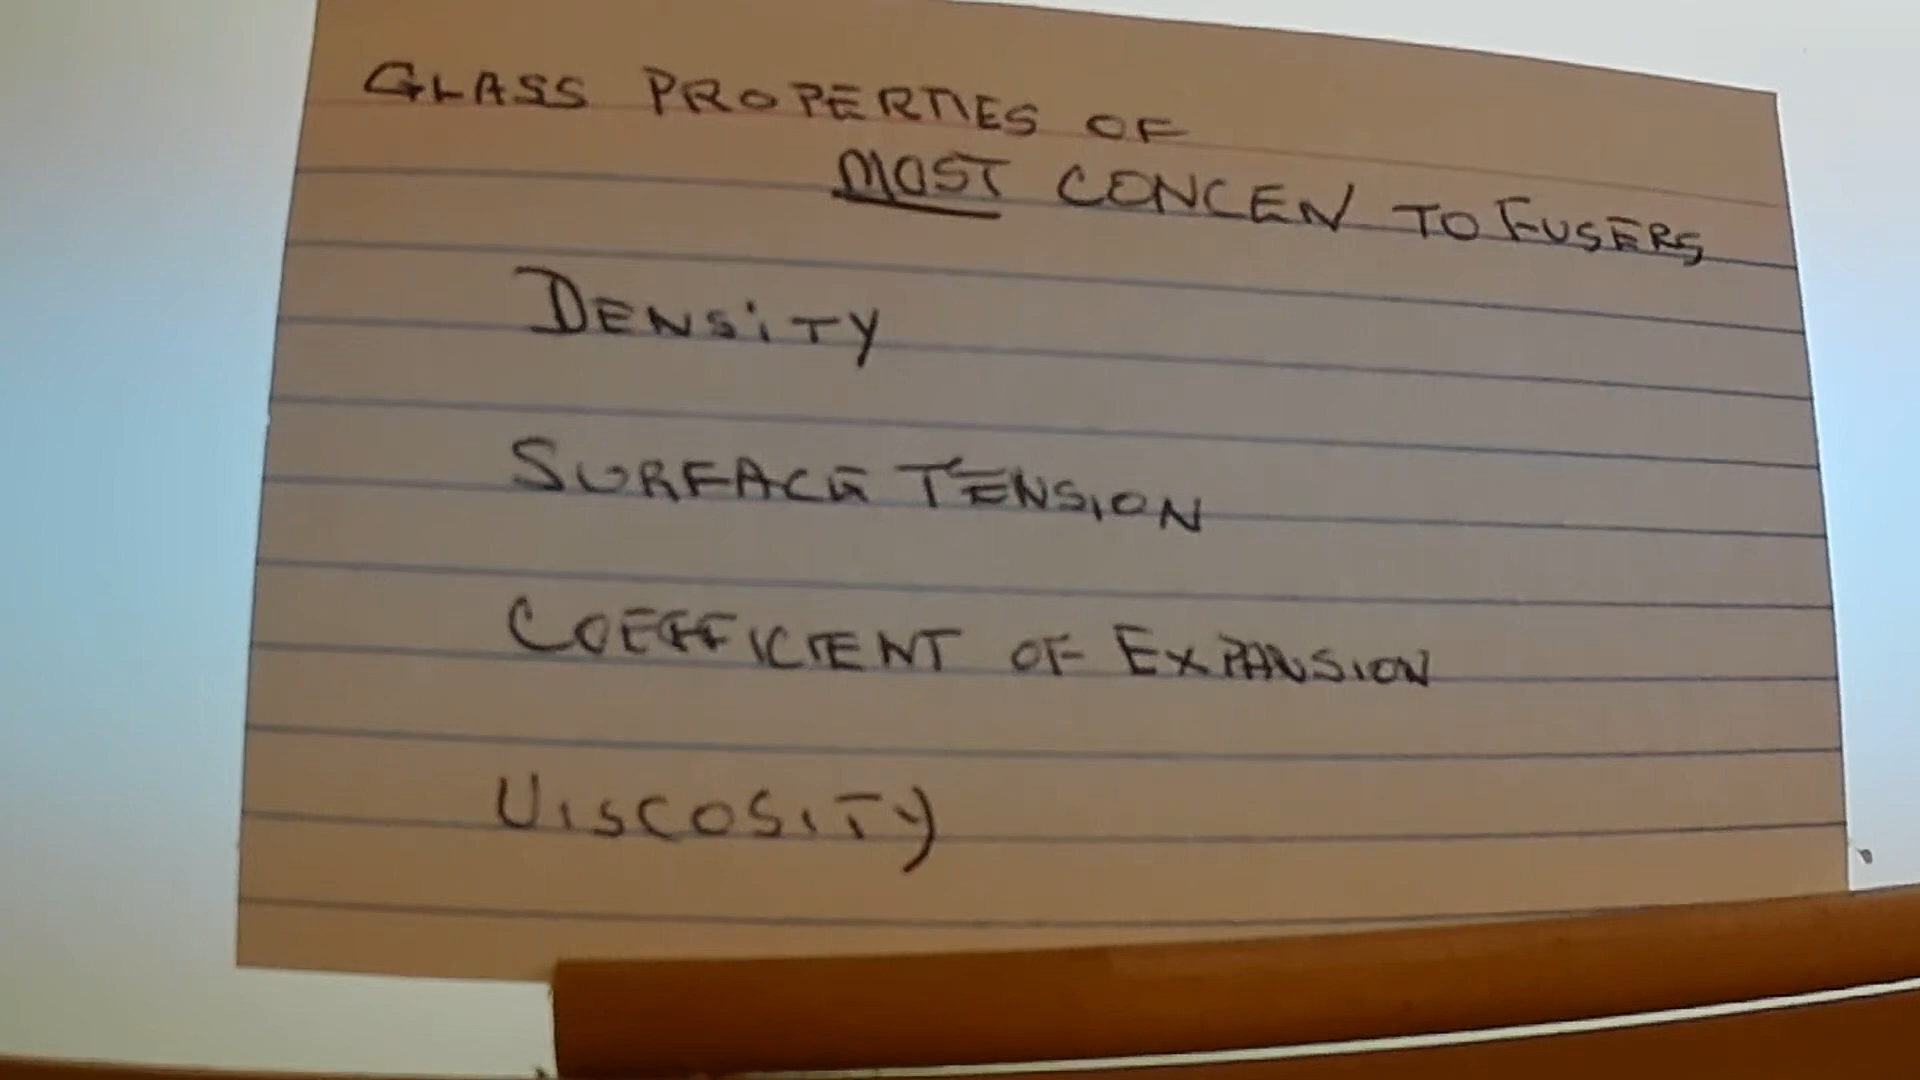 GLASS PROPERTIES OF
MOST CONCEN TO FUSERS
DENSiTY
SURFACE TENSION
COEFFICIENT OF EXPANSION
VISCOSITY